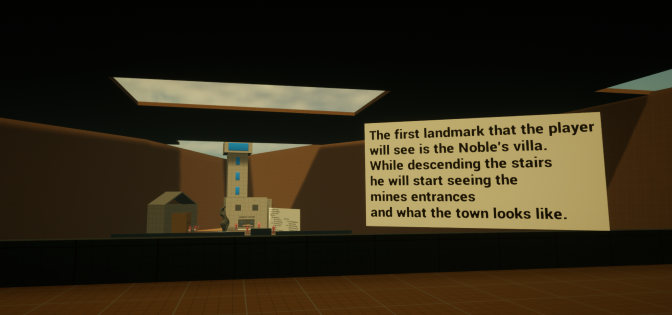 The first landmark that the player
will see is the Noble's villa.
While descending the stairs
he will start seeing the
mines entrances
and what the town looks like.